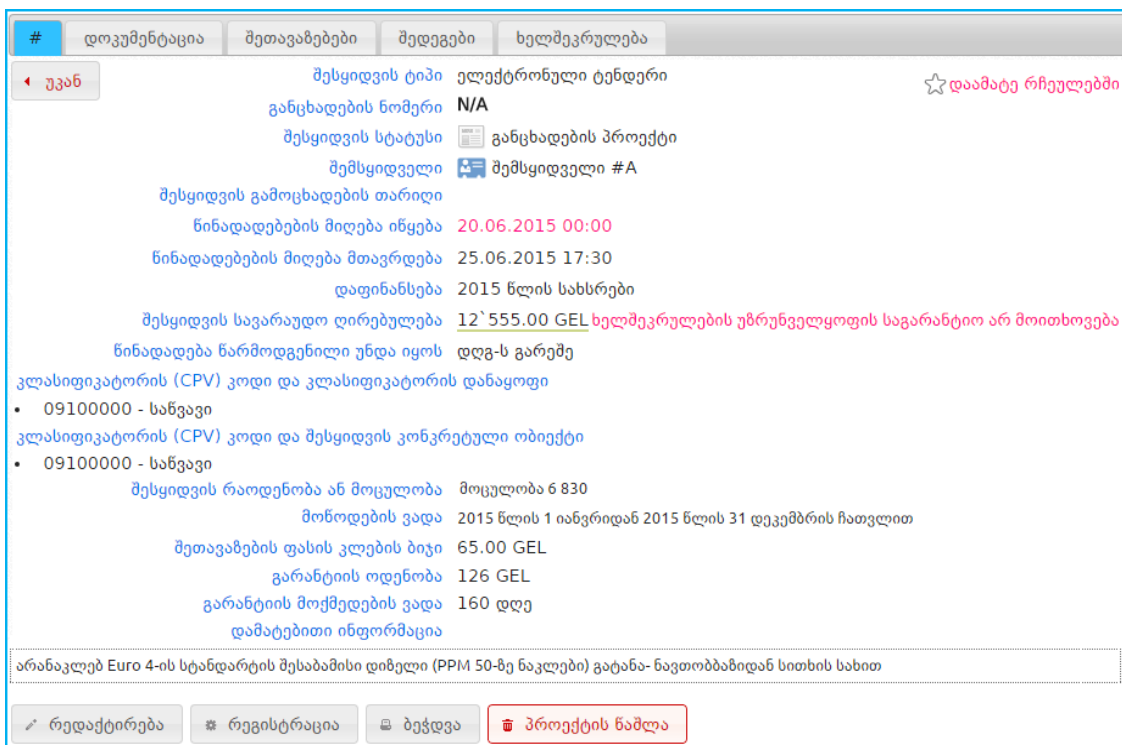 # დოკუმენტაცია შეთავაზებები შედეგები ხელშეკრულება
უკან
შესყიდვის ტიპი ელექტრონული ტენდერი
დაამატე რჩეულებში
განცხადების ნომერი N/A
შესყიდვის სტატუსი განცხადების პროექტი
შემსყიდველი შემსყიდველი #A
შესყიდვის გამოცხადების თარიღი
წინადადებების მიღება იწყება 20.06.2015 00:00
წინადადებების მიღება მთავრდება 25.06.2015 17:30
დაფინანსება 2015 წლის სახსრები
შესყიდვის სავარაუდო ღირებულება 12`555.00 GEL ხელშეკრულების უზრუნველყოფის საგარანტიო არ მოითხოვება
წინადადება წარმოდგენილი უნდა იყოს დღგ-ს გარეშე
კლასიფიკატორის (CPV) კოდი და კლასიფიკატორის დანაყოფი
• 09100000 - საწვავი
კლასიფიკატორის (CPV) კოდი და შესყიდვის კონკრეტული ობიექტი
• 09100000 - საწვავი
შესყიდვის რაოდენობა ან მოცულობა მოცულობა 6 830
მოწოდების ვადა 2015 წლის 1 იანვრიდან 2015 წლის 31 დეკემბრის ჩათვლით
შეთავაზების ფასის კლების ბიჯი 65.00 GEL
გარანტიის ოდენობა 126 GEL
გარანტიის მოქმედების ვადა 160 დღე
დამატებითი ინფორმაცია
არანაკლებ Euro 4-ის სტანდარტის შესაბამისი დიზელი (PPM 50-ზე ნაკლები) გატანა- ნავთობბაზიდან სითხის სახით
რედაქტირება რეგისტრაცია ბეჭდვა პროექტის წაშლა